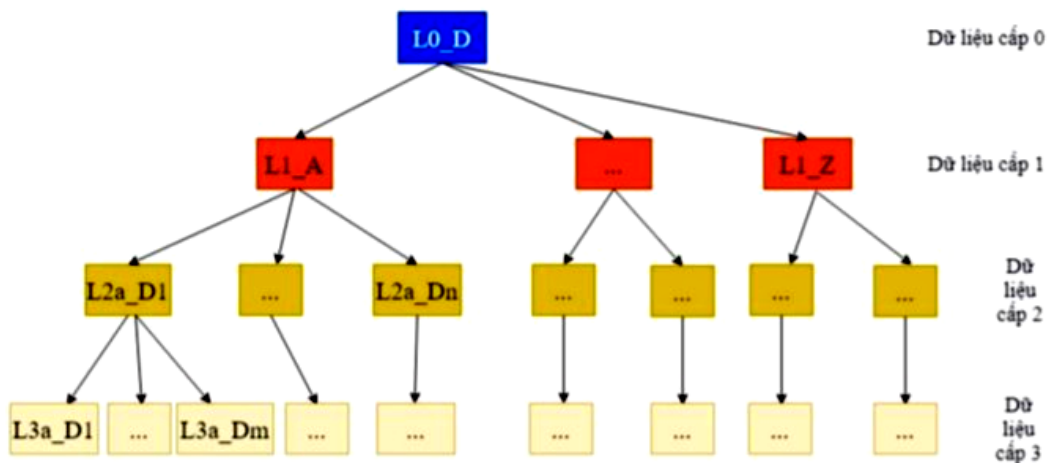 L0_D
Dữ liệu cấp 0
L1_A
...
L1_Z
Dữ liệu cấp 1
L2a_D1
...
L2a_Dn
...
...
...
...
Dữ
liệu
cấp 2
L3a_D1
...
L3a_Dm
...
...
...
...
...
...
Dữ
liệu
cấp 3